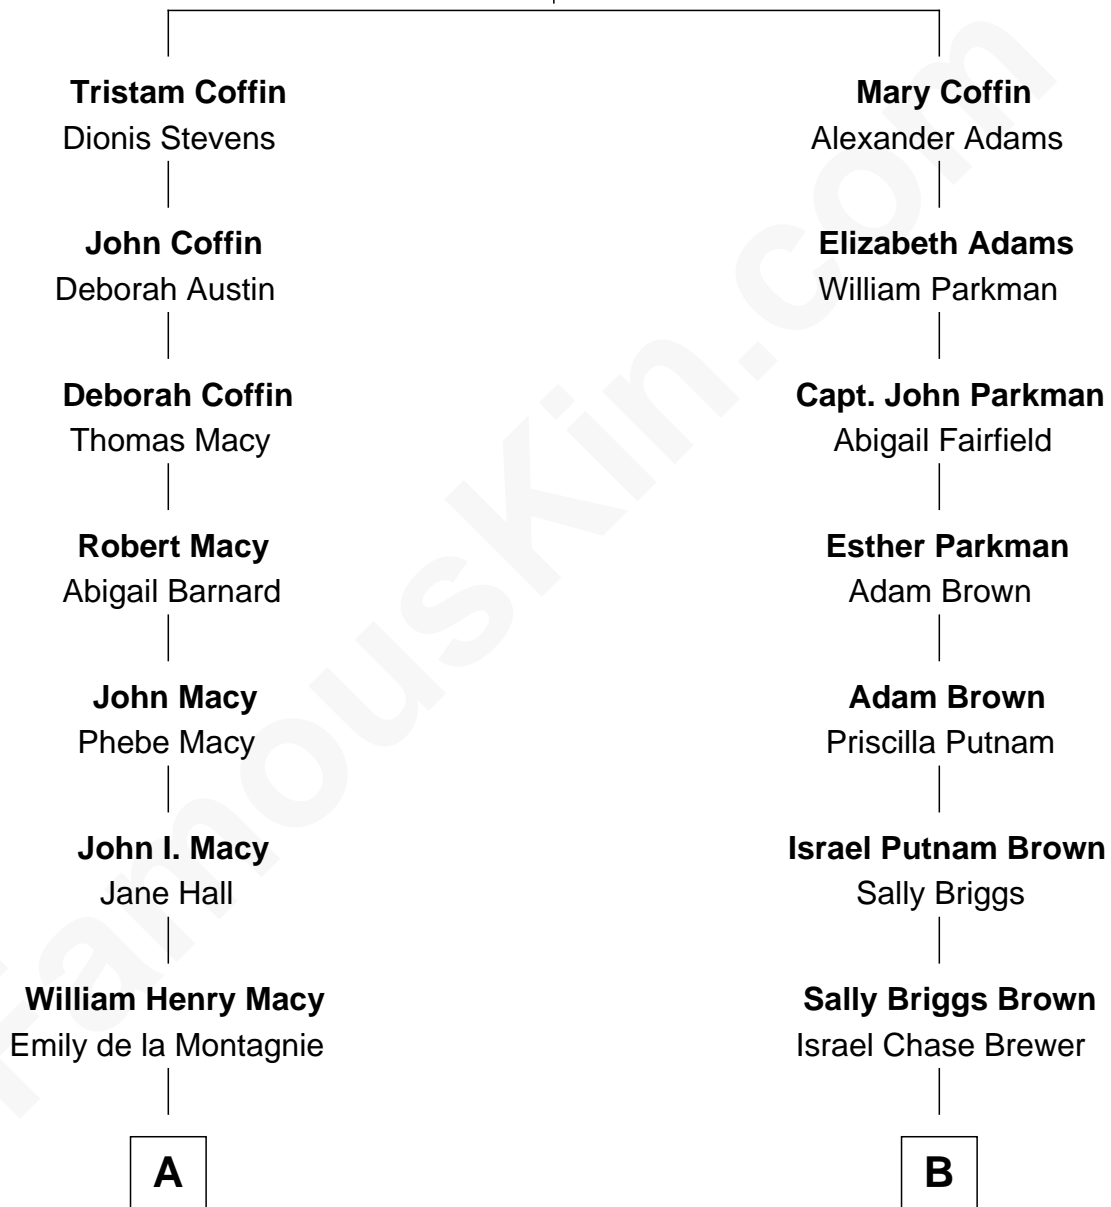 Tristam Coffin
Dionis Stevens
John Coffin
Deborah Austin
Deborah Coffin
Thomas Macy
Robert Macy
Abigail Barnard
John Macy
Phebe Macy
John I. Macy
Jane Hall
William Henry Macy
Emily de la Montagnie
A
Mary Coffin
Alexander Adams
Elizabeth Adams
William Parkman
Capt. John Parkman
Abigail Fairfield
Esther Parkman
Adam Brown
Adam Brown
Priscilla Putnam
Israel Putnam Brown
Sally Briggs
Sally Briggs Brown
Israel Chase Brewer
B
FamousKin.com